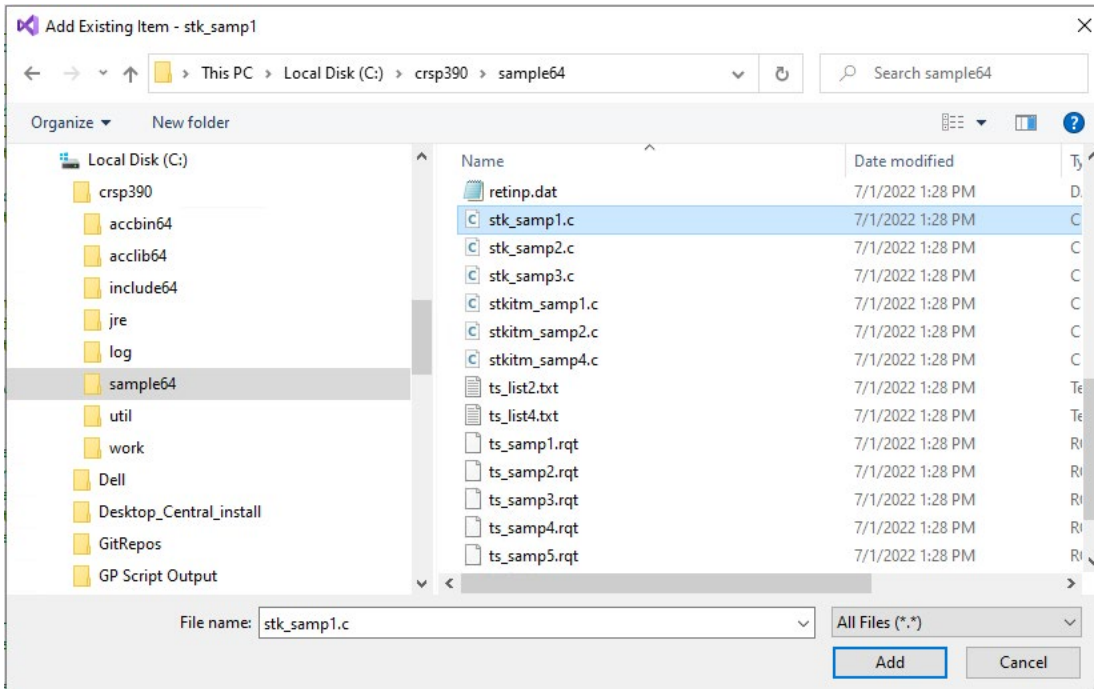 Add Existing Item - stk_samp1
This PC > Local Disk (C:) > crsp390 > sample64
Search sample64
Organize
New folder
Local Disk (C:)
crsp390
accbin64
acclib64
include64
jre
log
sample64
util
work
Dell
Desktop_Central_install
GitRepos
GP Script Output
Name Date modified
retinp.dat 7/1/2022 1:28 PM
stk_samp1.c 7/1/2022 1:28 PM
stk_samp2.c 7/1/2022 1:28 PM
stk_samp3.c 7/1/2022 1:28 PM
stkitm_samp1.c 7/1/2022 1:28 PM
stkitm_samp2.c 7/1/2022 1:28 PM
stkitm_samp4.c 7/1/2022 1:28 PM
ts_list2.txt 7/1/2022 1:28 PM
ts_list4.txt 7/1/2022 1:28 PM
ts_samp1.rqt 7/1/2022 1:28 PM
ts_samp2.rqt 7/1/2022 1:28 PM
ts_samp3.rqt 7/1/2022 1:28 PM
ts_samp4.rqt 7/1/2022 1:28 PM
ts_samp5.rqt 7/1/2022 1:28 PM
File name: stk_samp1.c
All Files (*.*)
Add
Cancel